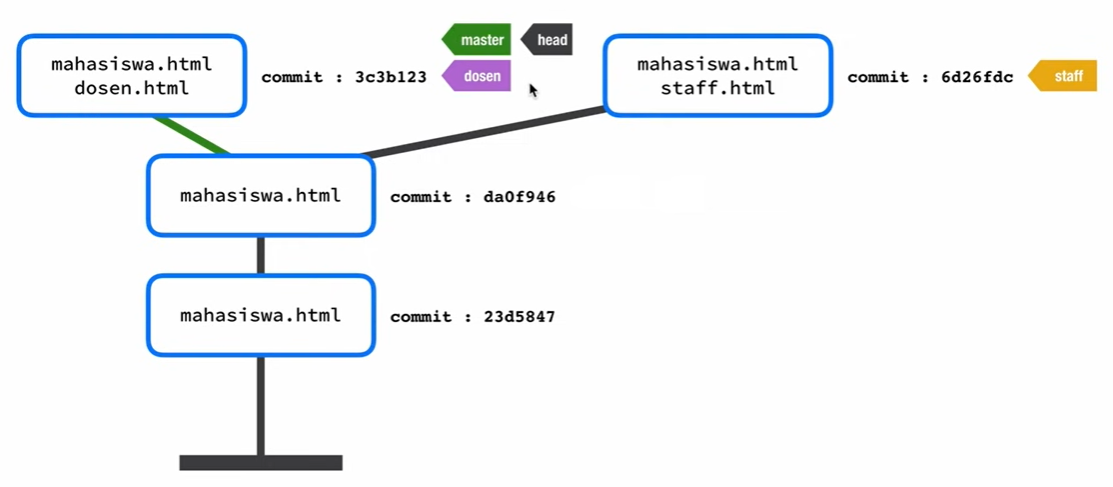 master
head
mahasiswa.html
dosen.html
commit : 3c3b123
dosen
mahasiswa.html
staff.html
commit : 6d26fdc
staff
mahasiswa.html
commit : da0f946
mahasiswa.html
commit : 23d5847